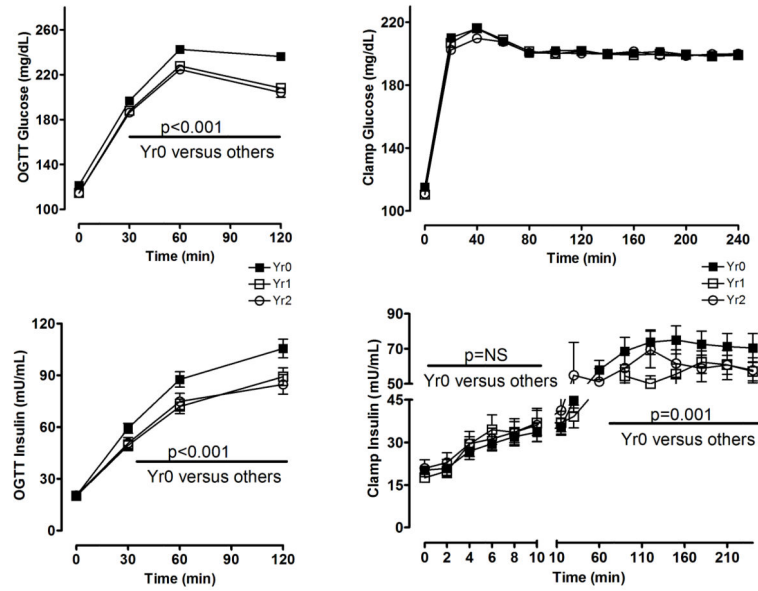 OGTT Glucose (mg/dL)
260
220
180
140
100
p<0.001
Yr0 versus others
0 30 60 90 120
Time (min)
Clamp Glucose (mg/dL)
220
200
110
0 40 80 120 160 200 240
Time (min)
Yr0
Yr1
Yr2
OGTT Insulin (mU/mL)
120
90
60
30
0
p<0.001
Yr0 versus others
0 30 60 90 120
Time (min)
Yr0
Yr1
Yr2
Clamp Insulin (mU/mL)
90
70
50
45
30
15
0
p=NS
Yr0 versus others
p=0.001
Yr0 versus others
0 2 4 6 8 10 10 60 110 160 210
Time (min)